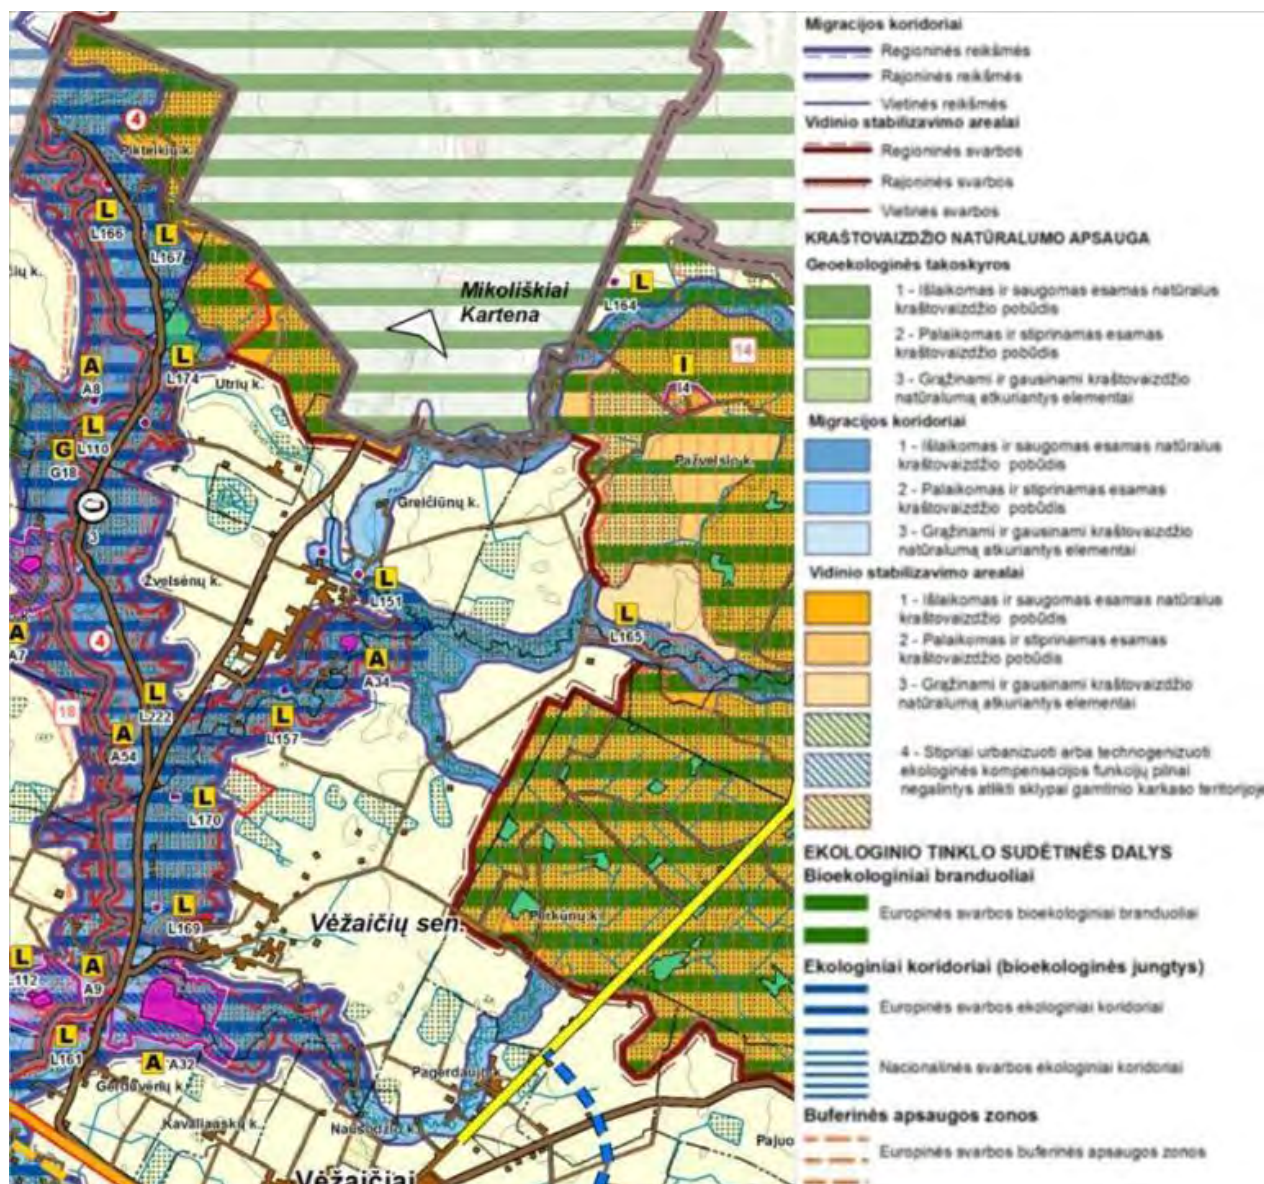 4
Pikteikių k.
L
L166
L
L167
čių k.
Mikoliškiai
Kartena
L
L164
14
A
A8
L
L174
I
I4
Utrių k.
L
L110
G
G18
Pažvelsio k.
Greičiūnų k.
3
Žvelsėnų k.
L
L151
L
L165
A
A7
4
A
A34
L
L222
18
L
L157
A
A54
L
L170
L
L169
Vėžaičių sen.
Perkūnų k.
L
L112
A
A9
L
L161
A
A32
Pagerdaujų k.
Kavaliauskų k.
Nausodžio k.
Pajuo
Vėžaičiai
Migracijos koridoriai
Regioninės reikšmės
Rajoninės reikšmės
Vietinės reikšmės
Vidinio stabilizavimo arealai
Regioninės svarbos
Rajoninės svarbos
Vietinės svarbos
KRAŠTOVAIZDŽIO NATŪRALUMO APSAUGA
Geoekologinės takoskyros
1 - Išlaikomas ir saugomas esamas natūralus
kraštovaizdžio pobūdis
2 - Palaikomas ir stiprinamas esamas
kraštovaizdžio pobūdis
3 - Grąžinami ir gausinami kraštovaizdžio
natūralumą atkuriantys elementai
Migracijos koridoriai
1 - Išlaikomas ir saugomas esamas natūralus
kraštovaizdžio pobūdis
2 - Palaikomas ir stiprinamas esamas
kraštovaizdžio pobūdis
3 - Grąžinami ir gausinami kraštovaizdžio
natūralumą atkuriantys elementai
Vidinio stabilizavimo arealai
1 - Išlaikomas ir saugomas esamas natūralus
kraštovaizdžio pobūdis
2 - Palaikomas ir stiprinamas esamas
kraštovaizdžio pobūdis
3 - Grąžinami ir gausinami kraštovaizdžio
natūralumą atkuriantys elementai
4 - Stipriai urbanizuoti arba technogenizuoti
ekologinės kompensacijos funkcijų pilnai
negalintys atlikti sklypai gamtinio karkaso teritorijoje
EKOLOGINIO TINKLO SUDĖTINĖS DALYS
Bioekologiniai branduoliai
Europinės svarbos bioekologiniai branduoliai
Ekologiniai koridoriai (bioekologinės jungtys)
Europinės svarbos ekologiniai koridoriai
Nacionalinės svarbos ekologiniai koridoriai
Buferinės apsaugos zonos
Europinės svarbos buferinės apsaugos zonos